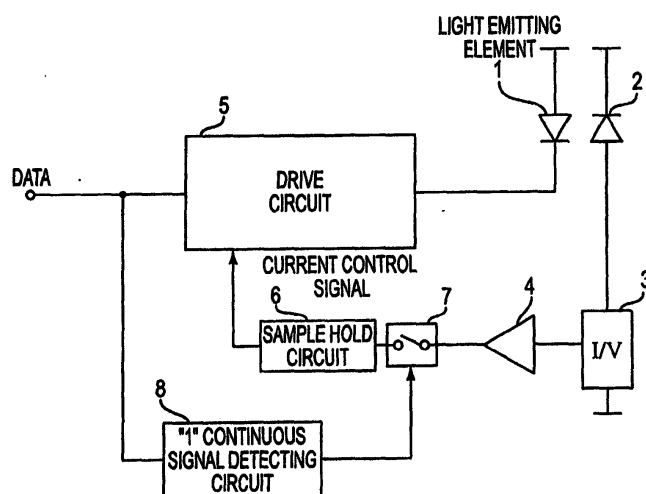 LIGHT EMITTING
ELEMENT
1
2
5
DATA
DRIVE
CIRCUIT
CURRENT CONTROL
SIGNAL
6
7
4
3
SAMPLE HOLD
CIRCUIT
I/V
8
"1" CONTINUOUS
SIGNAL DETECTING
CIRCUIT